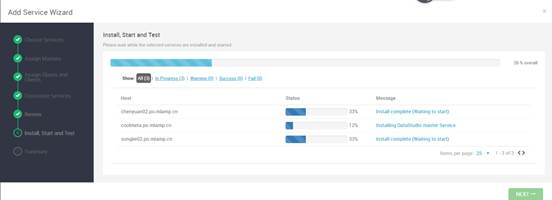 Add Service Wizard
×
Choose Services
Assign Masters
Assign Slaves and Clients
Customize Services
Review
Install, Start and Test
Summary
Install, Start and Test
Please wait while the selected services are installed and started.
26 % overall
Show: All (3) | In Progress (3) | Warning (0) | Success (0) | Fail (0)
Host Status Message
chenyuan02.po.mlamp.cn 33% Install complete (Waiting to start)
coolmeta.po.mlamp.cn 12% Installing DataStudio master Service
songjie02.po.mlamp.cn 33% Install complete (Waiting to start)
Items per page: 25 1 - 3 of 3
NEXT →